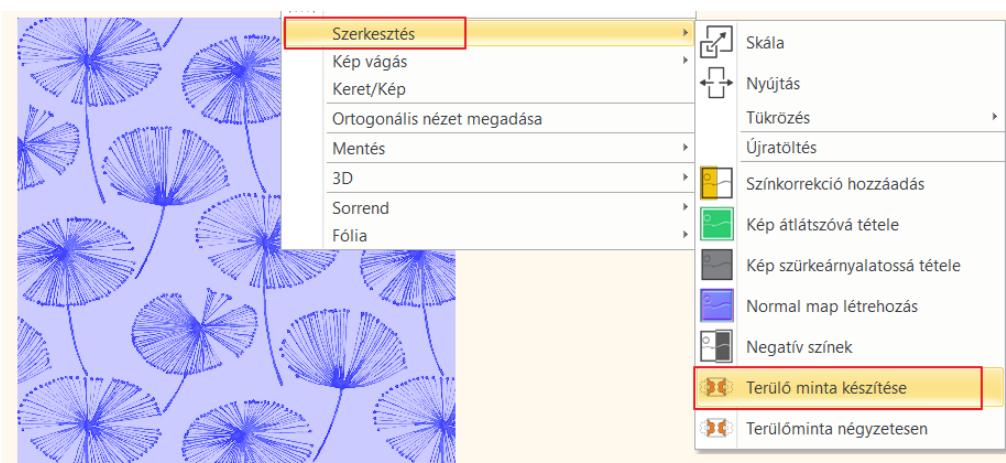 Szerkesztés
Kép vágás
Keret/Kép
Ortogonális nézet megadása
Mentés
3D
Sorrend
Fólia
Skála
Nyújtás
Tükrözés
Újratöltés
Színkorrekció hozzáadás
Kép átlátszóvá tétele
Kép szürkeárnyalatossá tétele
Normal map létrehozás
Negatív színek
Terülő minta készítése
Terülőminta négyzetesen